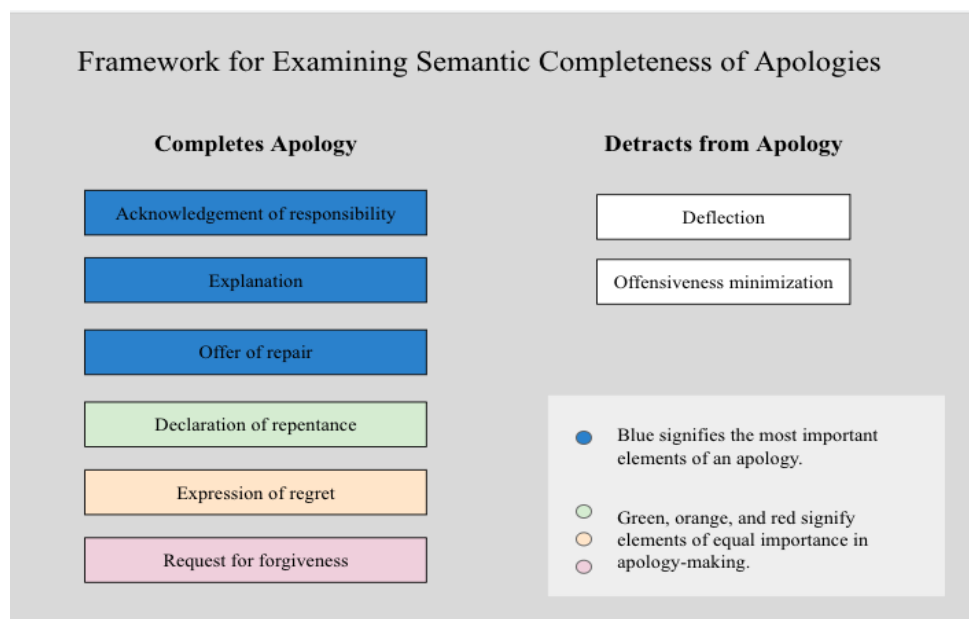 Framework for Examining Semantic Completeness of Apologies
Completes Apology
Acknowledgement of responsibility
Explanation
Offer of repair
Declaration of repentance
Expression of regret
Request for forgiveness
Detracts from Apology
Deflection
Offensiveness minimization
Blue signifies the most important
elements of an apology.
Green, orange, and red signify
elements of equal importance in
apology-making.